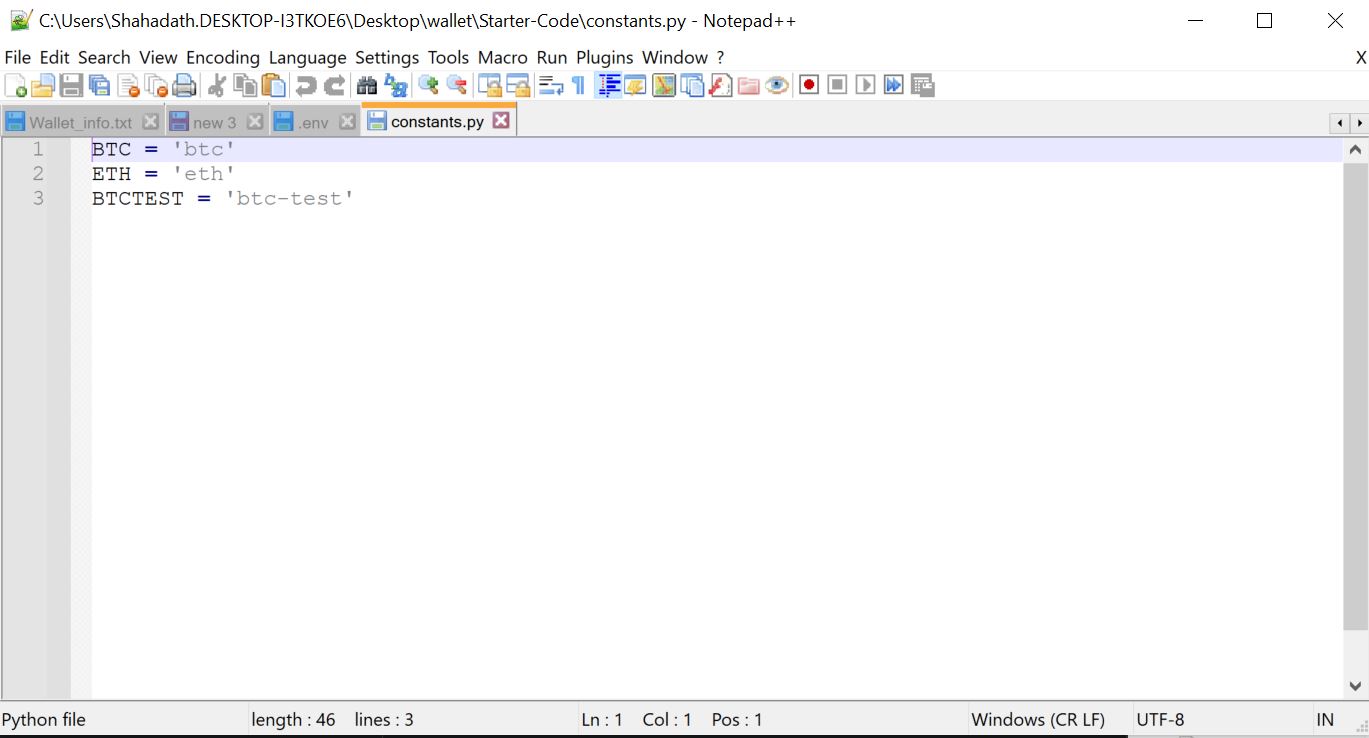 C:\Users\Shahadath.DESKTOP-I3TKOE6\Desktop\wallet\Starter-Code\constants.py - Notepad++
File Edit Search View Encoding Language Settings Tools Macro Run Plugins Window ? X
Wallet_info.txt new 3 .env constants.py
1 BTC = 'btc'
2 ETH = 'eth'
3 BTCTEST = 'btc-test'
Python file length : 46 lines : 3 Ln : 1 Col : 1 Pos : 1 Windows (CR LF) UTF-8 IN